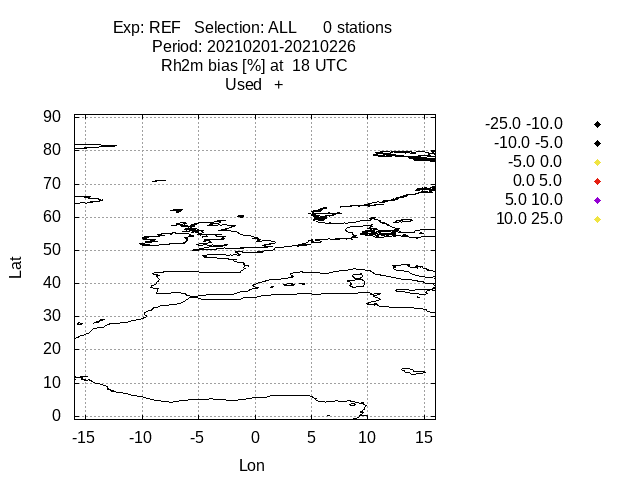 Exp: REF   Selection: ALL      0 stations
Period: 20210201-20210226
Rh2m bias [%] at  18 UTC
Used   +
90
80
70
60
50
40
30
20
10
0
Lat
-15 -10 -5 0 5 10 15
Lon
-25.0 -10.0
-10.0 -5.0
-5.0 0.0
0.0 5.0
5.0 10.0
10.0 25.0